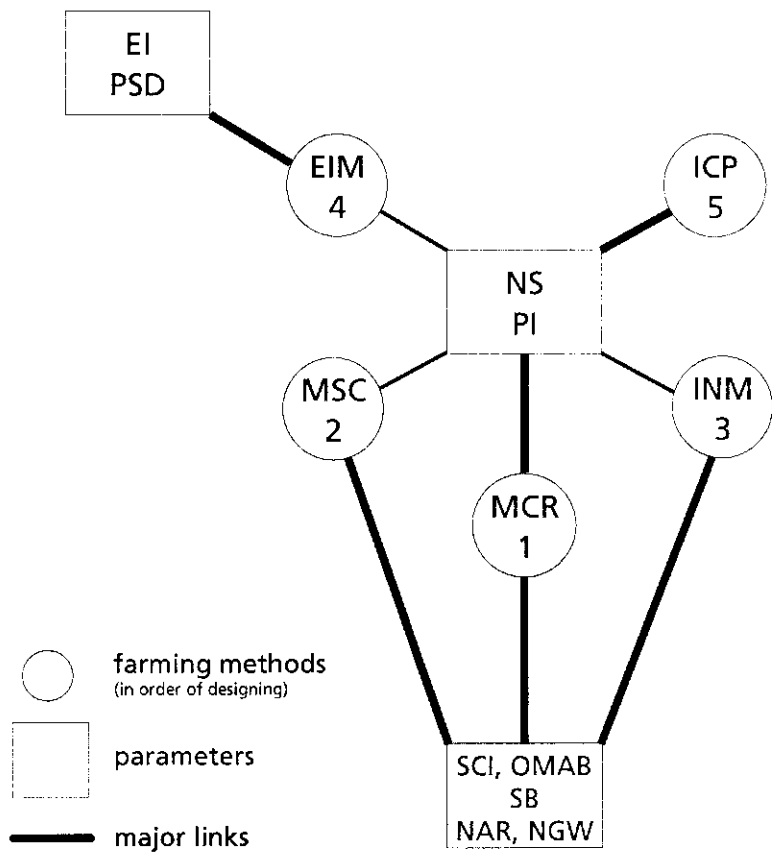 EI
PSD
EIM
4
ICP
5
NS
PI
MSC
2
INM
3
MCR
1
farming methods
(in order of designing)
parameters
major links
SCI, OMAB
SB
NAR, NGW